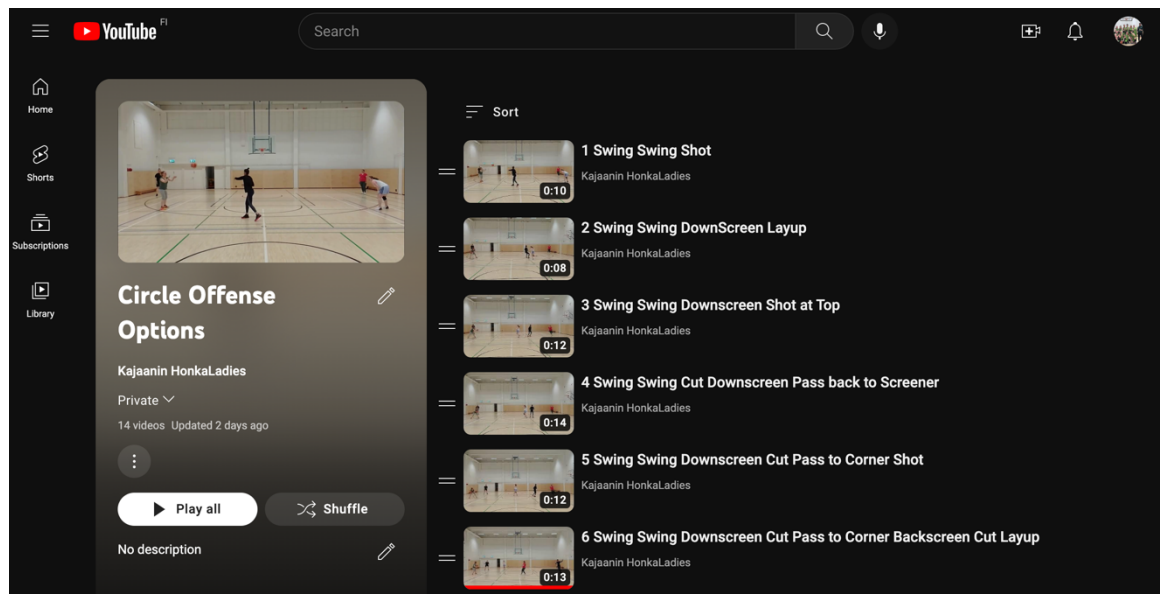 YouTube FI
Search
Home
Shorts
Subscriptions
Library
Circle Offense
Options
Kajaanin HonkaLadies
Private
14 videos Updated 2 days ago
Play all
Shuffle
No description
Sort
1 Swing Swing Shot
Kajaanin HonkaLadies
0:10
2 Swing Swing DownScreen Layup
Kajaanin HonkaLadies
0:08
3 Swing Swing Downscreen Shot at Top
Kajaanin HonkaLadies
0:12
4 Swing Swing Cut Downscreen Pass back to Screener
Kajaanin HonkaLadies
0:14
5 Swing Swing Downscreen Cut Pass to Corner Shot
Kajaanin HonkaLadies
0:12
6 Swing Swing Downscreen Cut Pass to Corner Backscreen Cut Layup
Kajaanin HonkaLadies
0:13